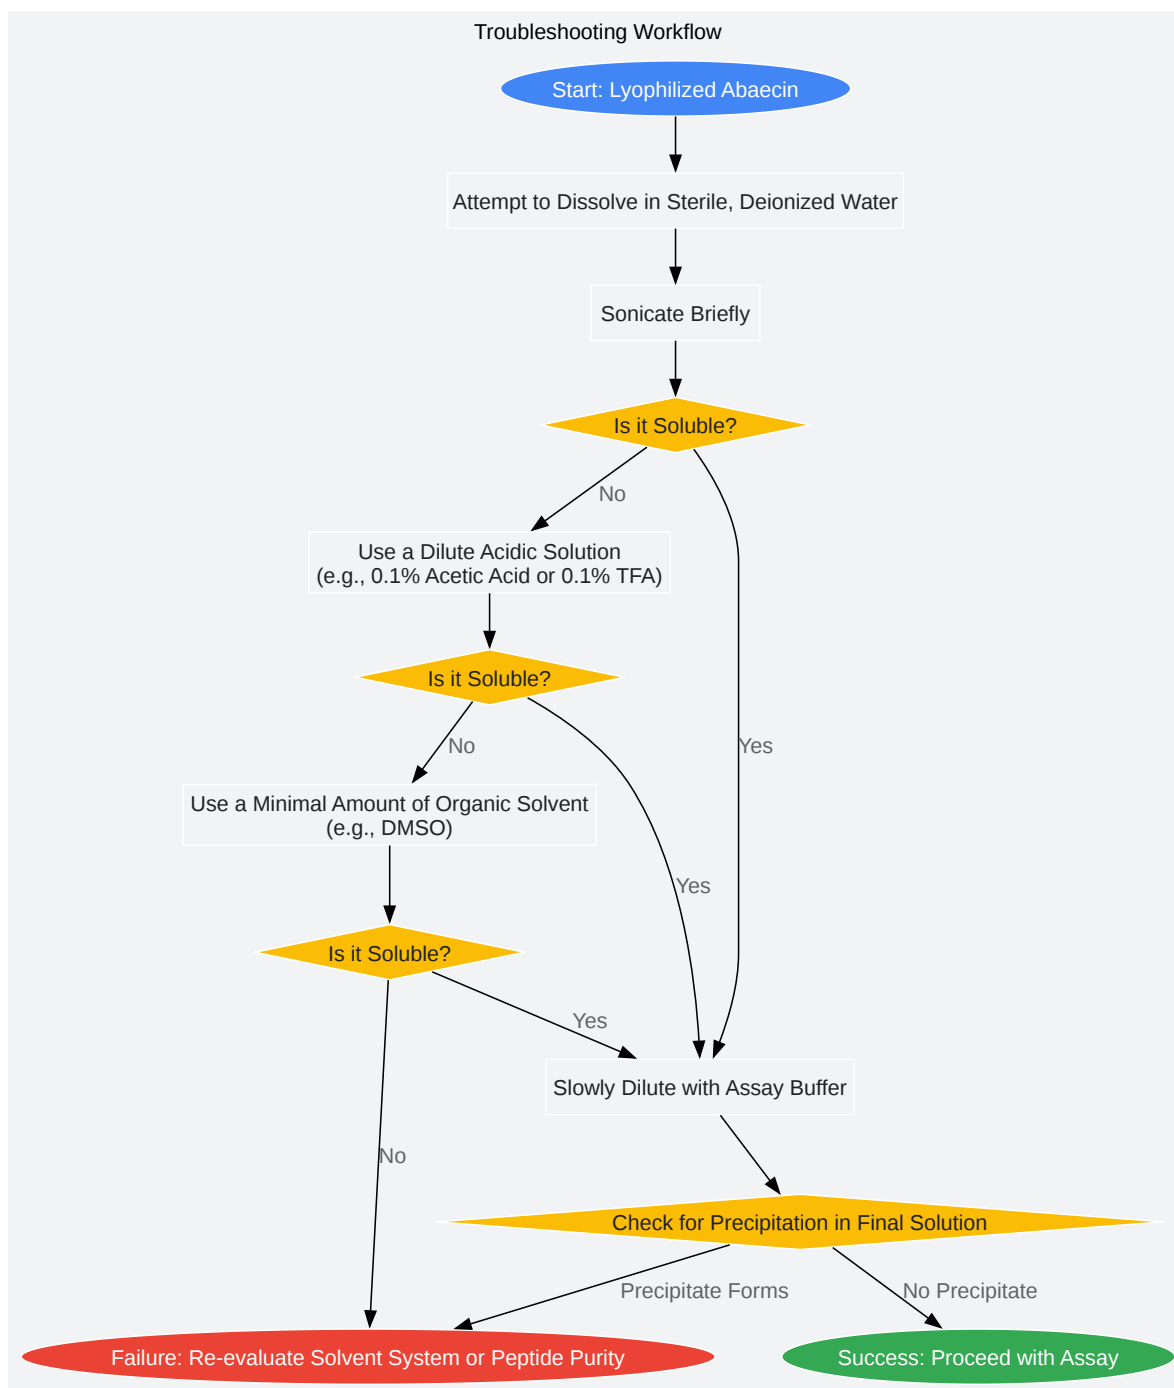 Troubleshooting Workflow
Start: Lyophilized Abaecin
Attempt to Dissolve in Sterile, Deionized Water
Sonicate Briefly
Is it Soluble?
No
Use a Dilute Acidic Solution
(e.g., 0.1% Acetic Acid or 0.1% TFA)
Is it Soluble?
No
Yes
Use a Minimal Amount of Organic Solvent
(e.g., DMSO)
Yes
Is it Soluble?
Yes
Slowly Dilute with Assay Buffer
No
Check for Precipitation in Final Solution
Precipitate Forms
No Precipitate
Failure: Re-evaluate Solvent System or Peptide Purity
Success: Proceed with Assay